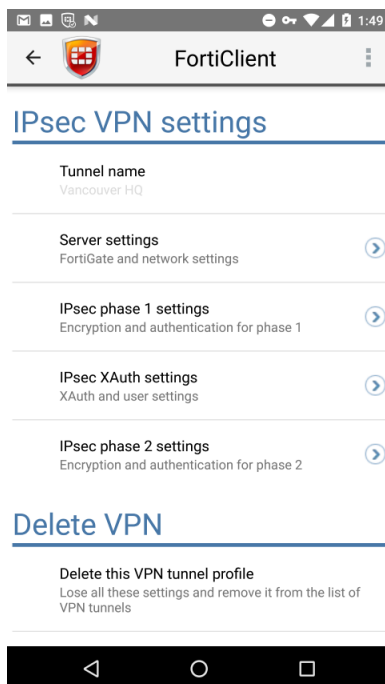 1:49
FortiClient
IPsec VPN settings
Tunnel name
Vancouver HQ
Server settings
FortiGate and network settings
IPsec phase 1 settings
Encryption and authentication for phase 1
IPsec XAuth settings
XAuth and user settings
IPsec phase 2 settings
Encryption and authentication for phase 2
Delete VPN
Delete this VPN tunnel profile
Lose all these settings and remove it from the list of
VPN tunnels